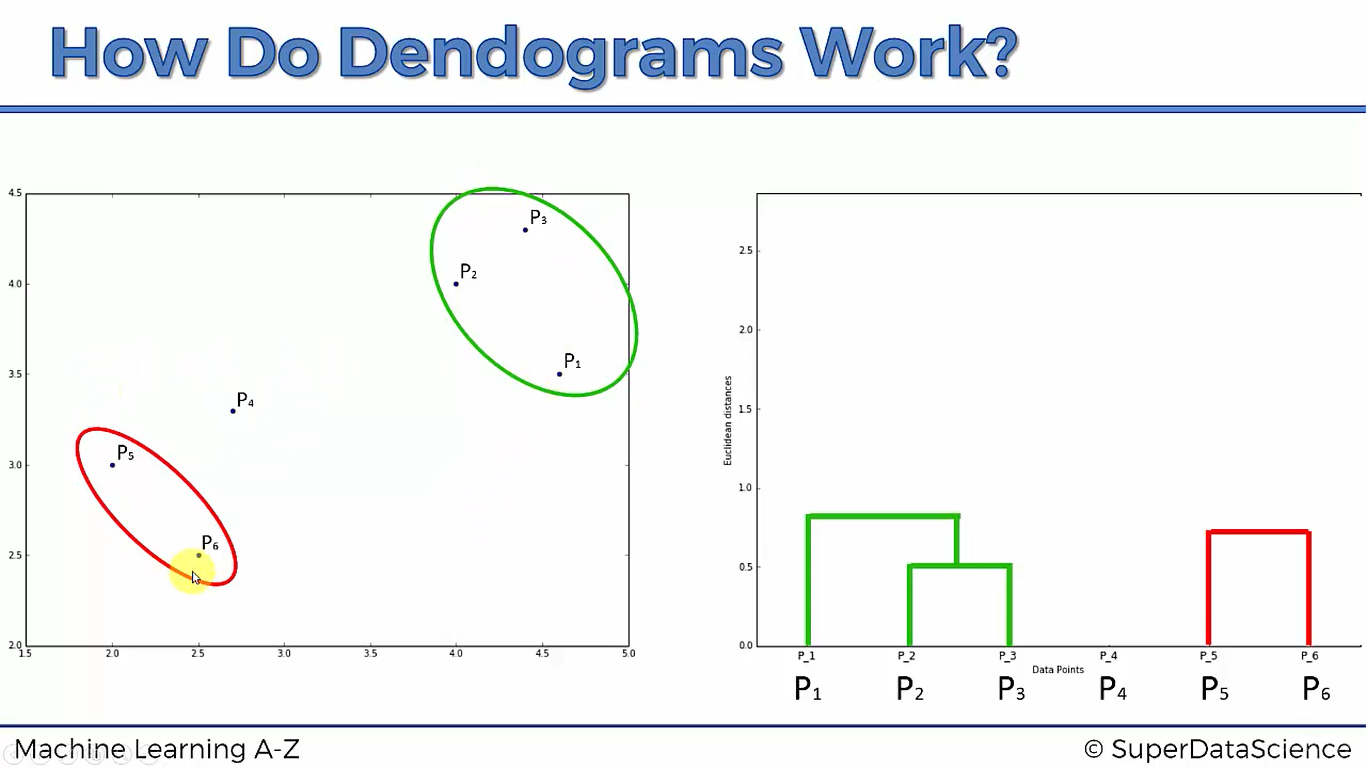 How Do Dendograms Work?
4.5
4.0
3.5
3.0
2.5
2.0
1.5 2.0 2.5 3.0 3.5 4.0 4.5 5.0
P₃
P₂
P₁
P₄
P₅
P₆
Euclidean distances
2.5
2.0
1.5
1.0
0.5
0.0
P_1 P_2 P_3 P_4 P_5 P_6
Data Points
P₁ P₂ P₃ P₄ P₅ P₆
Machine Learning A-Z
© SuperDataScience